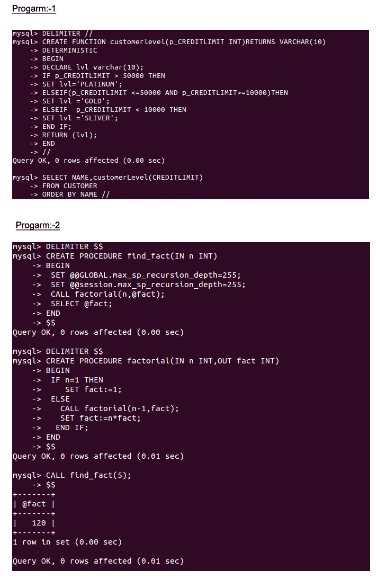 Progarm:-1
mysql> DELIMITER //
mysql> CREATE FUNCTION customerlevel(p_CREDITLIMIT INT)RETURNS VARCHAR(10)
-> DETERMINISTIC
-> BEGIN
-> DECLARE lvl varchar(10);
-> IF p_CREDITLIMIT > 50000 THEN
-> SET lvl='PLATINUM';
-> ELSEIF(p_CREDITLIMIT <=50000 AND p_CREDITLIMIT>=10000)THEN
-> SET lvl ='GOLD';
-> ELSEIF p_CREDITLIMIT < 10000 THEN
-> SET lvl ='SLIVER';
-> END IF;
-> RETURN (lvl);
-> END
-> //
Query OK, 0 rows affected (0.00 sec)
mysql> SELECT NAME,customerLevel(CREDITLIMIT)
-> FROM CUSTOMER
-> ORDER BY NAME //
Progarm:-2
mysql> DELIMITER $$
mysql> CREATE PROCEDURE find_fact(IN n INT)
-> BEGIN
-> SET @@GLOBAL.max_sp_recursion_depth=255;
-> SET @@session.max_sp_recursion_depth=255;
-> CALL factorial(n,@fact);
-> SELECT @fact;
-> END
-> $$
Query OK, 0 rows affected (0.00 sec)
mysql> DELIMITER $$
mysql> CREATE PROCEDURE factorial(IN n INT,OUT fact INT)
-> BEGIN
-> IF n=1 THEN
-> SET fact:=1;
-> ELSE
-> CALL factorial(n-1,fact);
-> SET fact:=n*fact;
-> END IF;
-> END
-> $$
Query OK, 0 rows affected (0.01 sec)
mysql> CALL find_fact(5);
-> $$
+-------+
| @fact |
+-------+
| 120 |
+-------+
1 row in set (0.00 sec)
Query OK, 0 rows affected (0.01 sec)